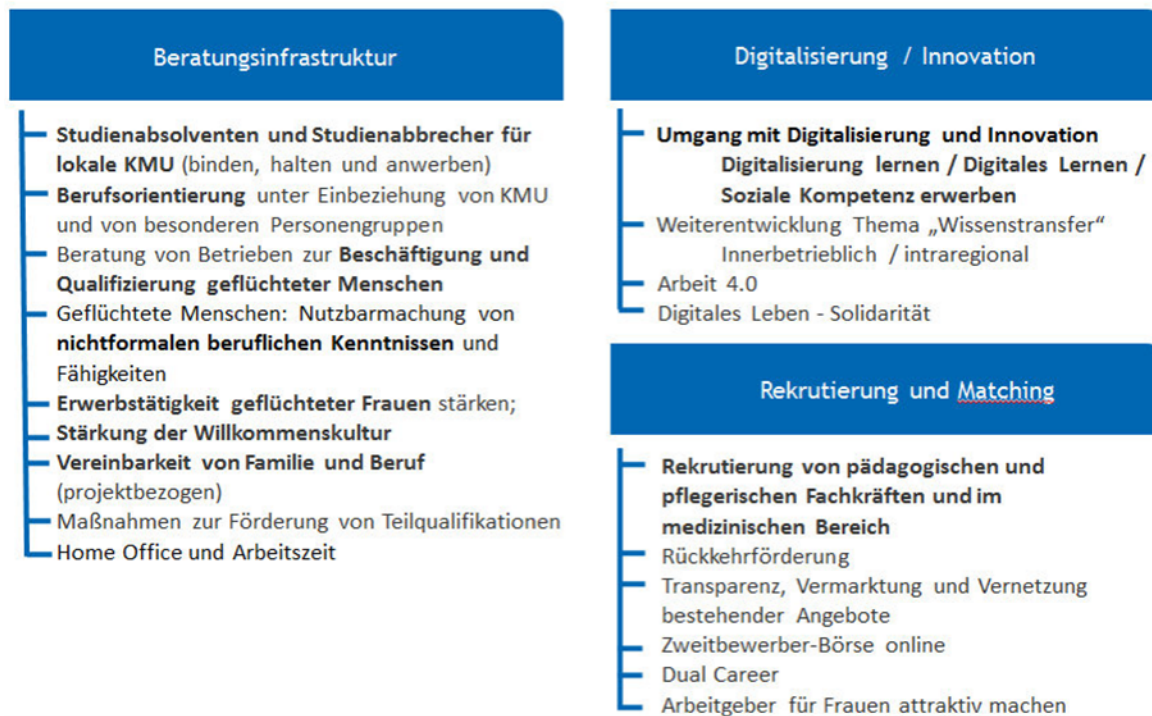 Beratungsinfrastruktur
Studienabsolventen und Studienabbrecher für
lokale KMU (binden, halten und anwerben)
Berufsorientierung unter Einbeziehung von KMU
und von besonderen Personengruppen
Beratung von Betrieben zur Beschäftigung und
Qualifizierung geflüchteter Menschen
Geflüchtete Menschen: Nutzbarmachung von
nichtformalen beruflichen Kenntnissen und
Fähigkeiten
Erwerbstätigkeit geflüchteter Frauen stärken;
Stärkung der Willkommenskultur
Vereinbarkeit von Familie und Beruf
(projektbezogen)
Maßnahmen zur Förderung von Teilqualifikationen
Home Office und Arbeitszeit
Digitalisierung / Innovation
Umgang mit Digitalisierung und Innovation
Digitalisierung lernen / Digitales Lernen /
Soziale Kompetenz erwerben
Weiterentwicklung Thema „Wissenstransfer“
Innerbetrieblich / intraregional
Arbeit 4.0
Digitales Leben - Solidarität
Rekrutierung und Matching
Rekrutierung von pädagogischen und
pflegerischen Fachkräften und im
medizinischen Bereich
Rückkehrförderung
Transparenz, Vermarktung und Vernetzung
bestehender Angebote
Zweitbewerber-Börse online
Dual Career
Arbeitgeber für Frauen attraktiv machen